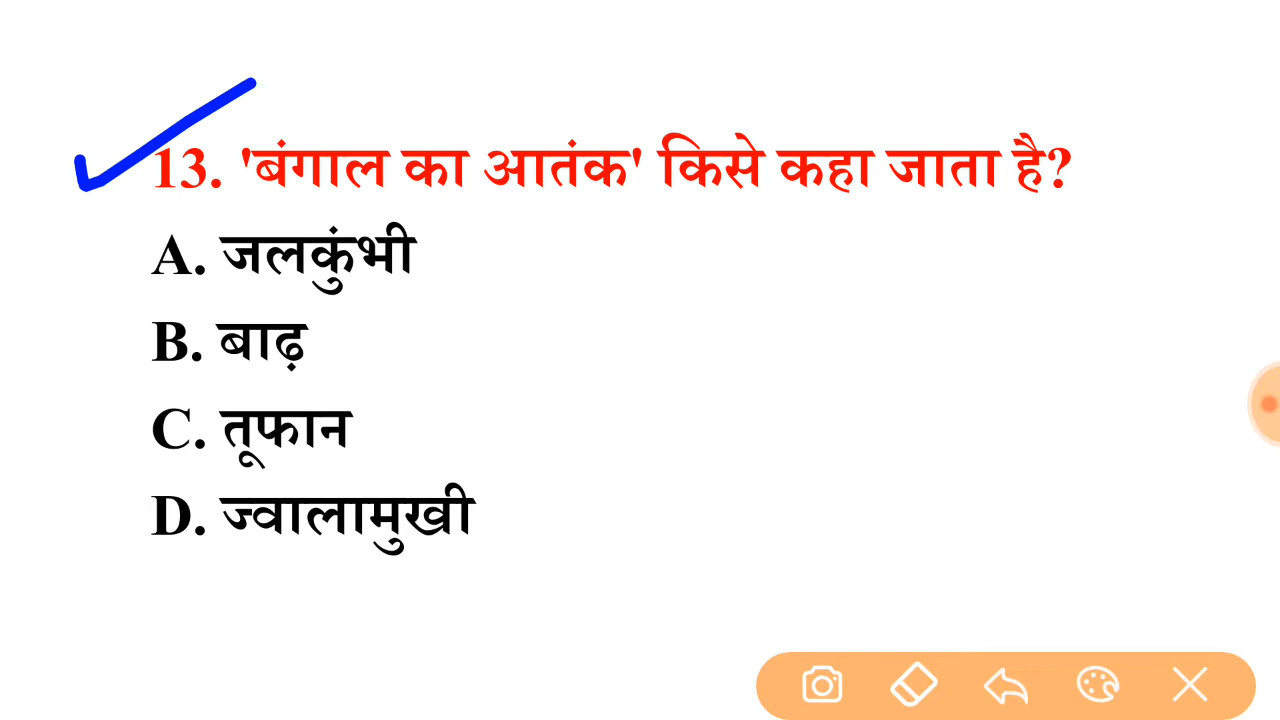 13. 'बंगाल का आतंक' किसे कहा जाता है?
A. जलकुंभी
B. बाढ़
C. तूफान
D. ज्वालामुखी